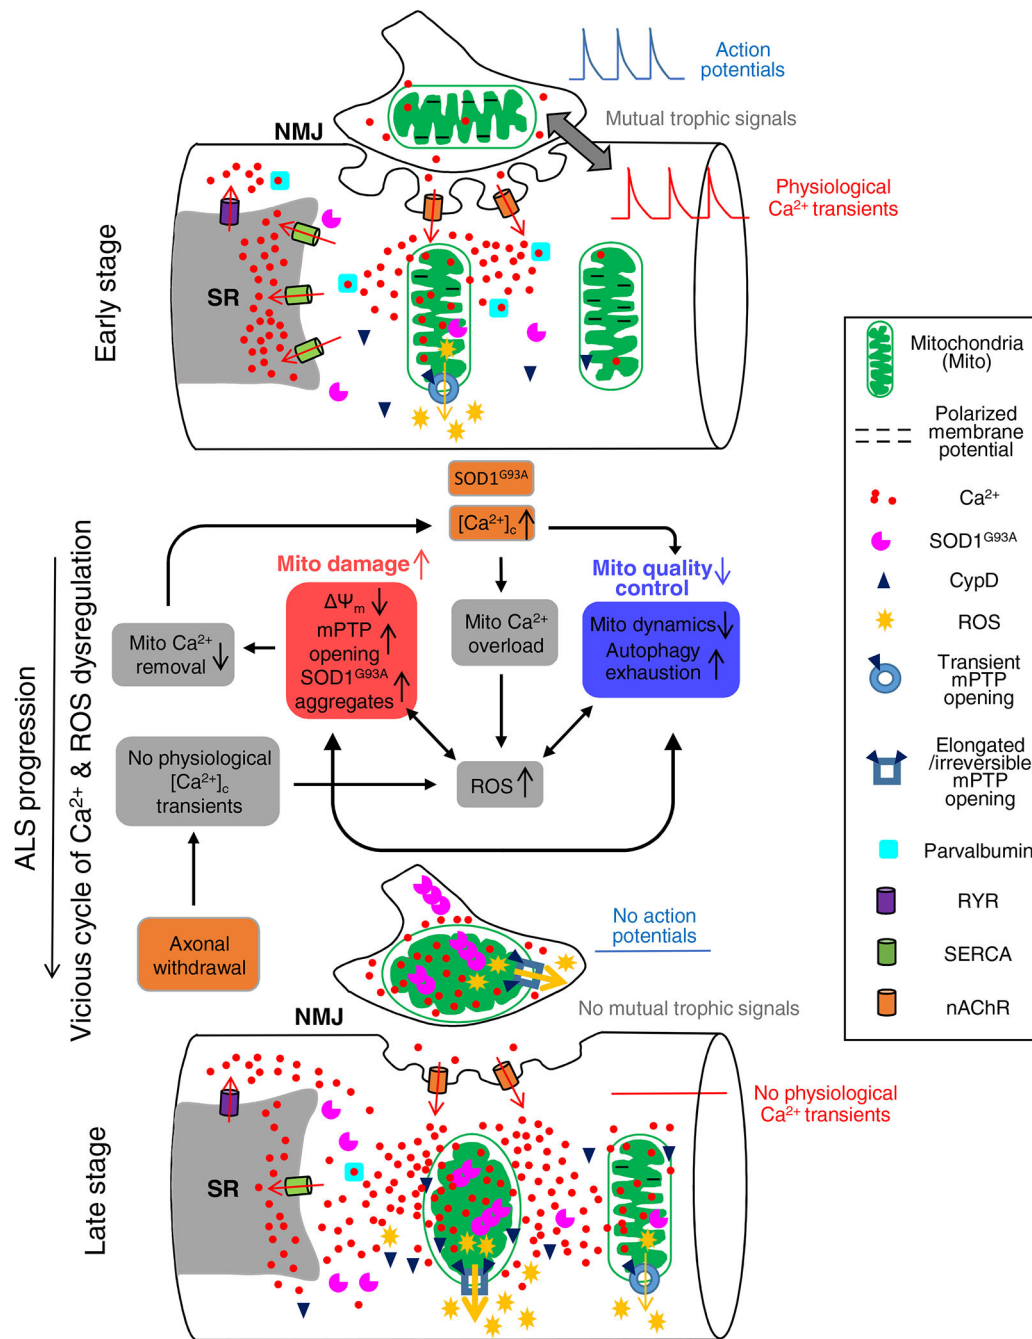 Action
potentials
Mutual trophic signals
NMJ
Physiological
Ca²⁺ transients
SR
Early stage
Mitochondria
(Mito)
Polarized
membrane
potential
Ca²⁺
SOD1ᴳ⁹³ᴬ
CypD
ROS
Transient
mPTP
opening
Elongated
/irreversible
mPTP
opening
Parvalbumin
RYR
SERCA
nAChR
ALS progression
Vicious cycle of Ca²⁺ & ROS dysregulation
SOD1ᴳ⁹³ᴬ
[Ca²⁺]c ↑
Mito damage ↑
ΔΨm ↓
mPTP
opening ↑
SOD1ᴳ⁹³ᴬ
aggregates ↑
Mito Ca²⁺
removal ↓
Mito Ca²⁺
overload
Mito quality
control ↓
Mito dynamics ↓
Autophagy
exhaustion ↑
No physiological
[Ca²⁺]c
transients
ROS ↑
Axonal
withdrawal
No action
potentials
No mutual trophic signals
NMJ
No physiological
Ca²⁺ transients
SR
Late stage